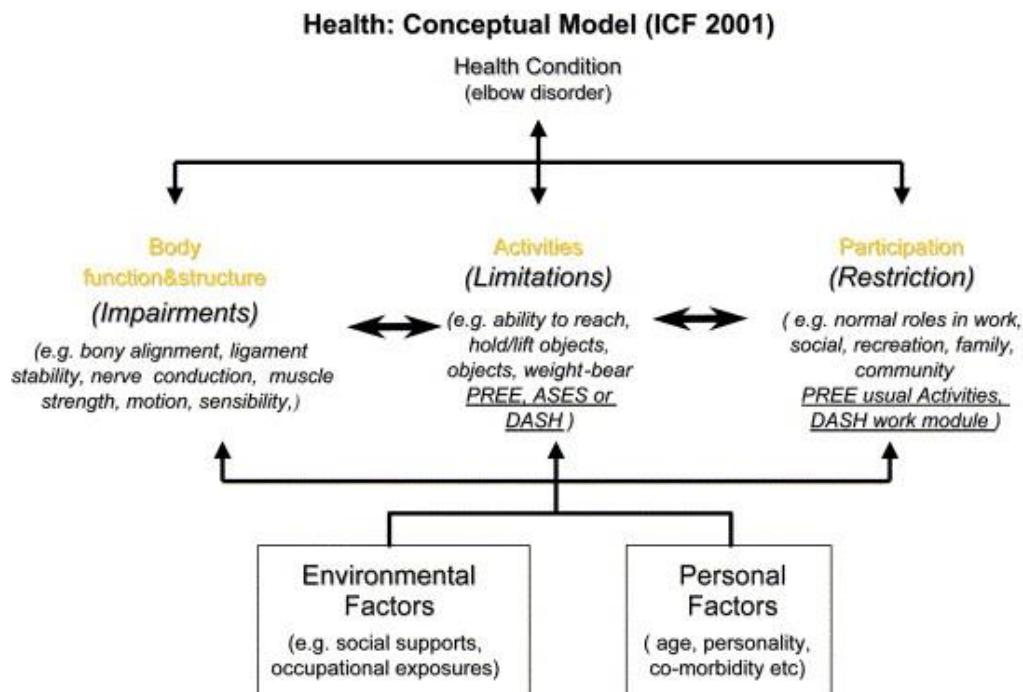 Health: Conceptual Model (ICF 2001)
Health Condition
(elbow disorder)
Body
function&structure
(Impairments)
(e.g. bony alignment, ligament
stability, nerve conduction, muscle
strength, motion, sensibility,)
Activities
(Limitations)
(e.g. ability to reach,
hold/lift objects,
objects, weight-bear
PREE, ASES or
DASH )
Participation
(Restriction)
( e.g. normal roles in work,
social, recreation, family,
community
PREE usual Activities,
DASH work module )
Environmental
Factors
(e.g. social supports,
occupational exposures)
Personal
Factors
( age, personality,
co-morbidity etc)